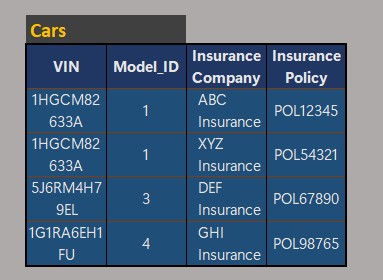 Cars
VIN Model_ID Insurance Company Insurance Policy
1HGCM82633A 1 ABC Insurance POL12345
1HGCM82633A 1 XYZ Insurance POL54321
5J6RM4H79EL 3 DEF Insurance POL67890
1G1RA6EH1FU 4 GHI Insurance POL98765